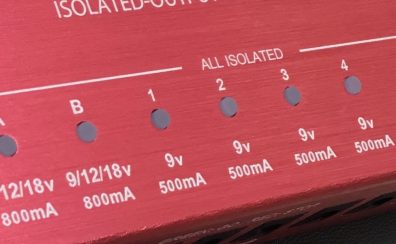 ISOLATED-OUTPUT
ALL ISOLATED
A B 1 2 3 4
12/18v 9/12/18v 9v 9v 9v 9v
800mA 800mA 500mA 500mA 500mA 500mA